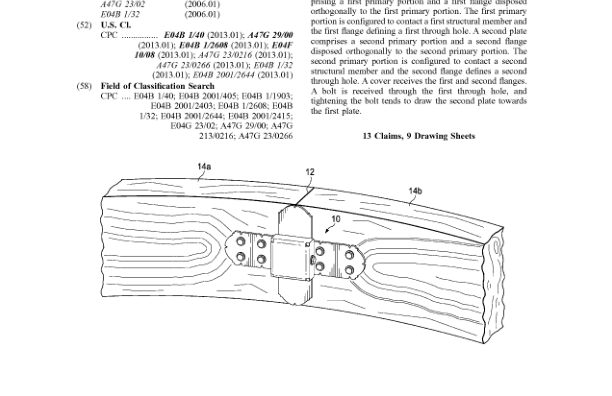 A47G 23/02 (2006.01)
E04B 1/32 (2006.01)
(52) U.S. Cl.
CPC .............. E04B 1/40 (2013.01); A47G 29/00
(2013.01); E04B 1/2608 (2013.01); E04F
10/08 (2013.01); A47G 23/0216 (2013.01);
A47G 23/0266 (2013.01); E04B 1/32
(2013.01); E04B 2001/2644 (2013.01)
(58) Field of Classification Search
CPC .... E04B 1/40; E04B 2001/405; E04B 1/1903;
E04B 2001/2403; E04B 1/2608; E04B
1/32; E04B 2001/2644; E04B 2001/2415;
E04G 23/02; A47G 29/00; A47G
213/0216; A47G 23/0266
prising a first primary portion and a first flange disposed
orthogonally to the first primary portion. The first primary
portion is configured to contact a first structural member and
the first flange defining a first through hole. A second plate
comprises a second primary portion and a second flange
disposed orthogonally to the second primary portion. The
second primary portion is configured to contact a second
structural member and the second flange defines a second
through hole. A cover receives the first and second flanges.
A bolt is received through the first through hole, and
tightening the bolt tends to draw the second plate towards
the first plate.
13 Claims, 9 Drawing Sheets
14a
12
14b
10